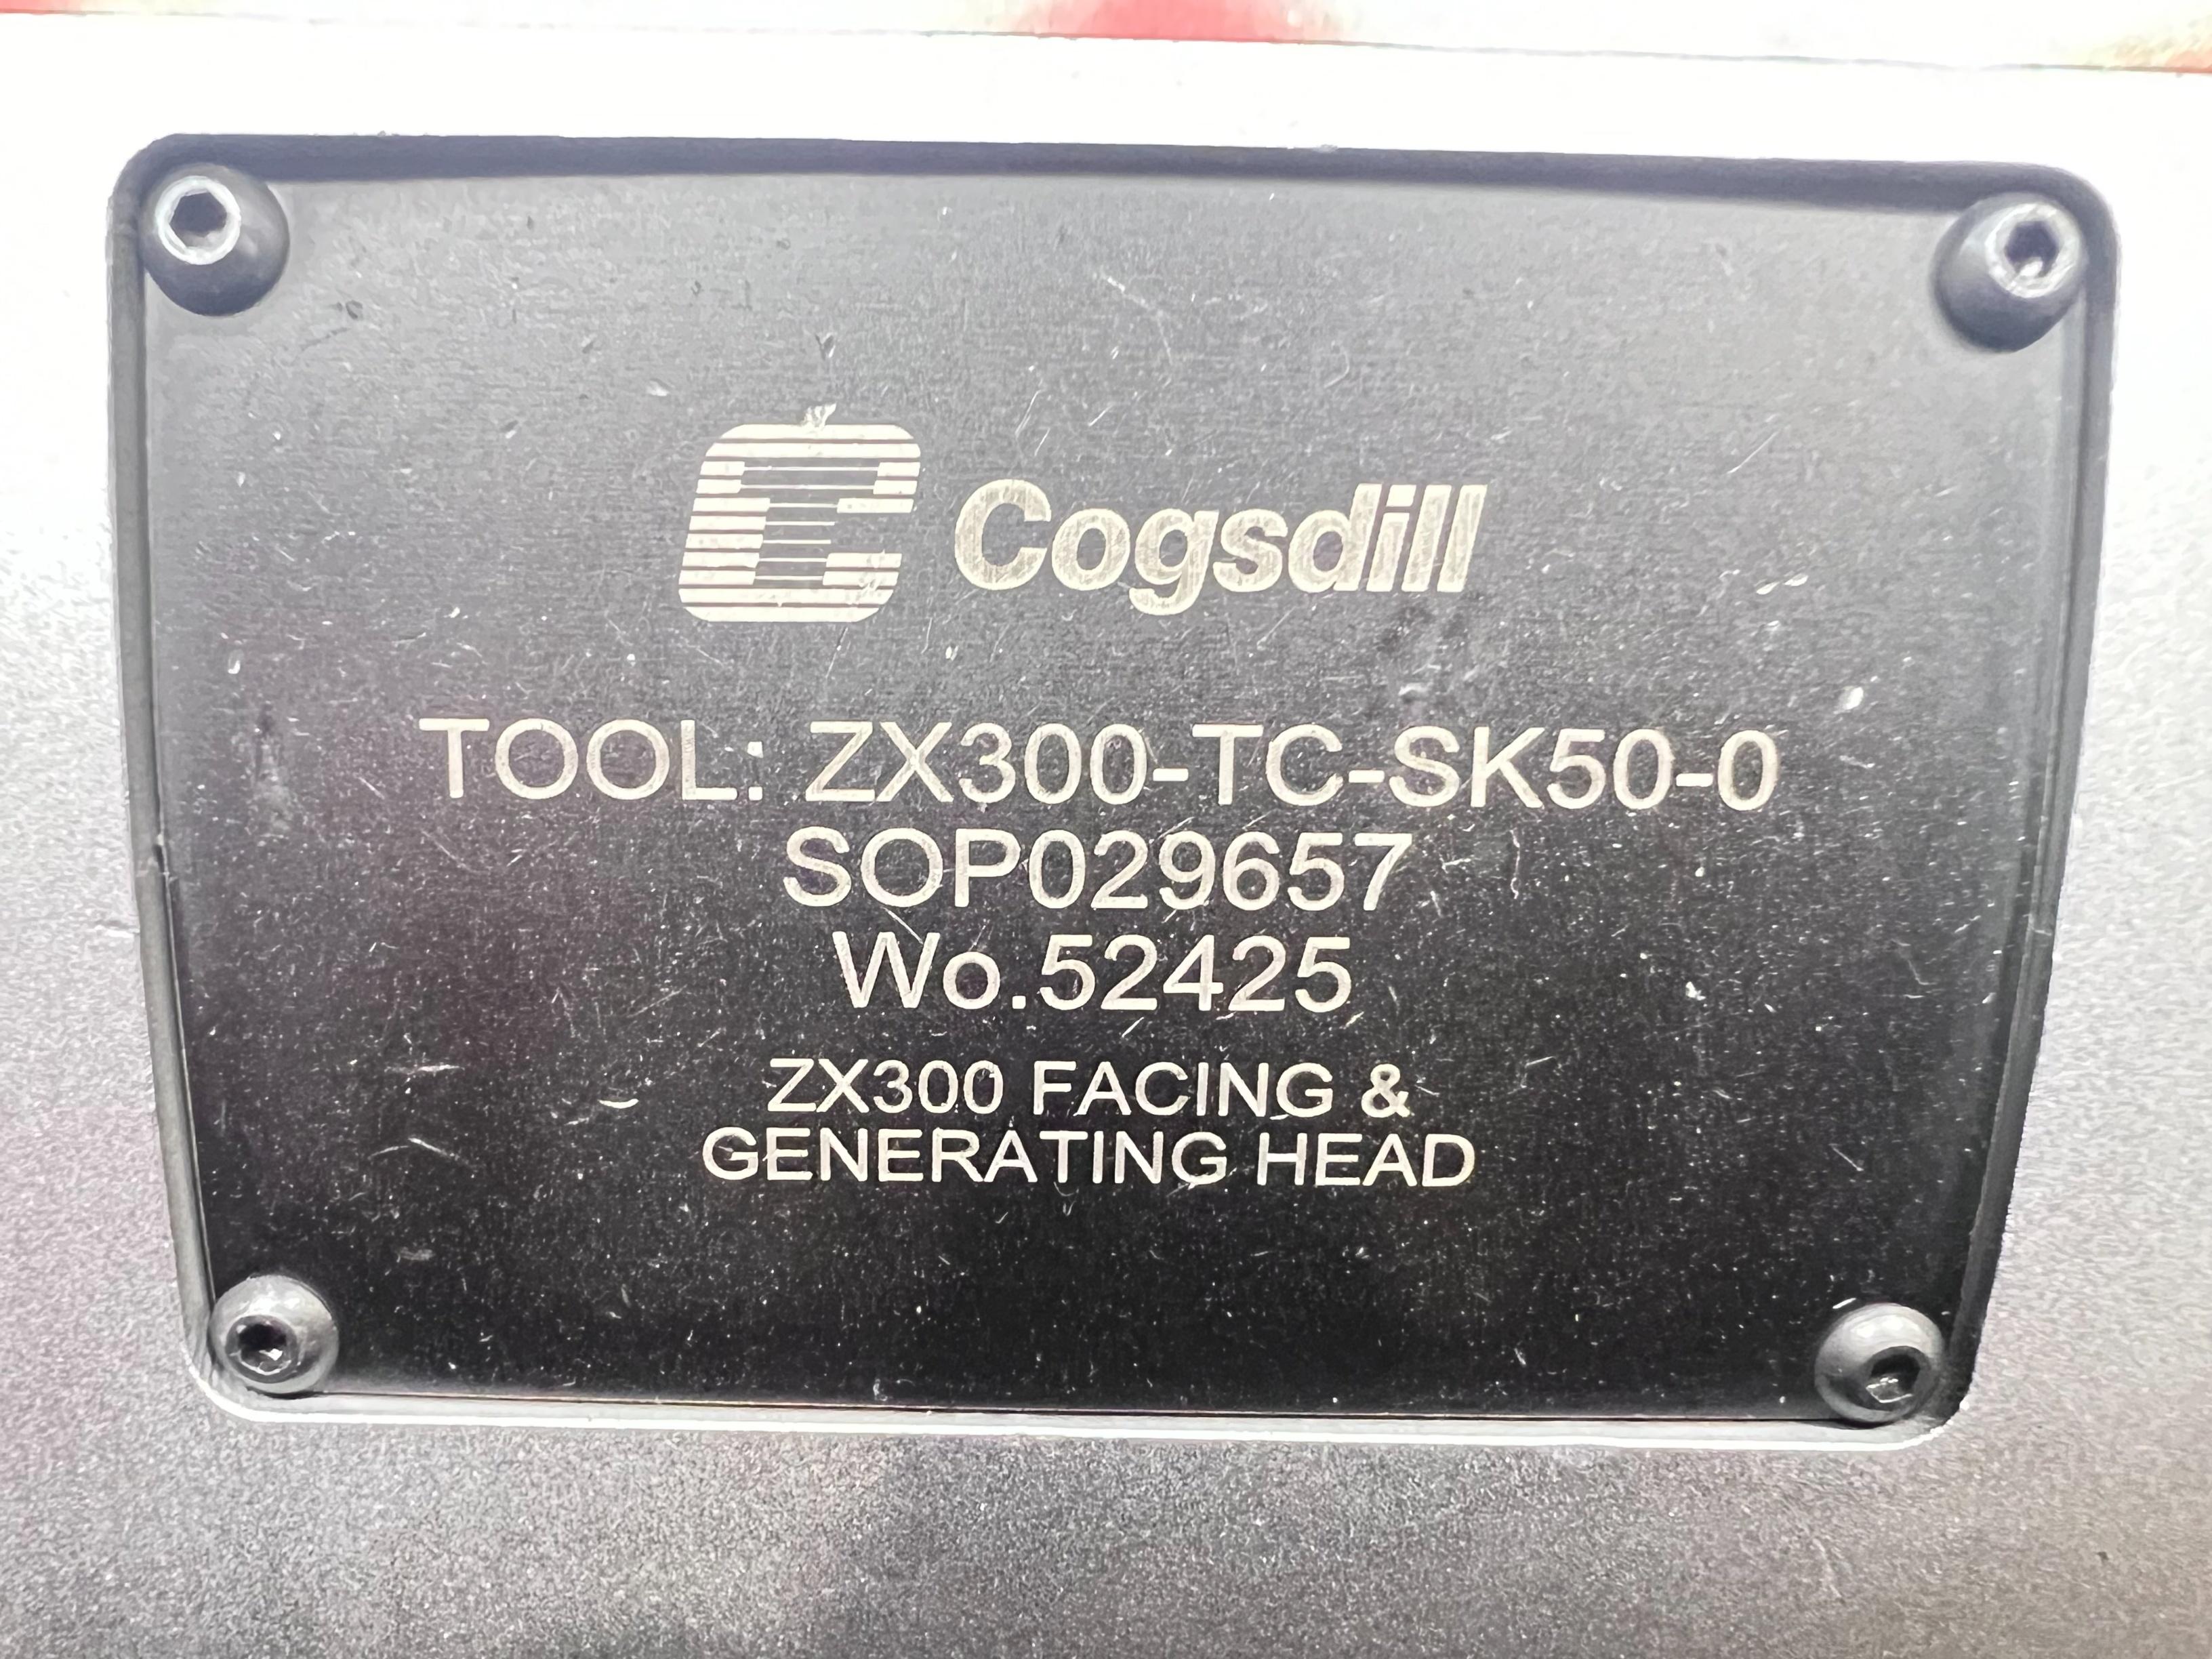 Cogsdill
TOOL: ZX300-TC-SK50-0
SOP029657
Wo.52425
ZX300 FACING &
GENERATING HEAD